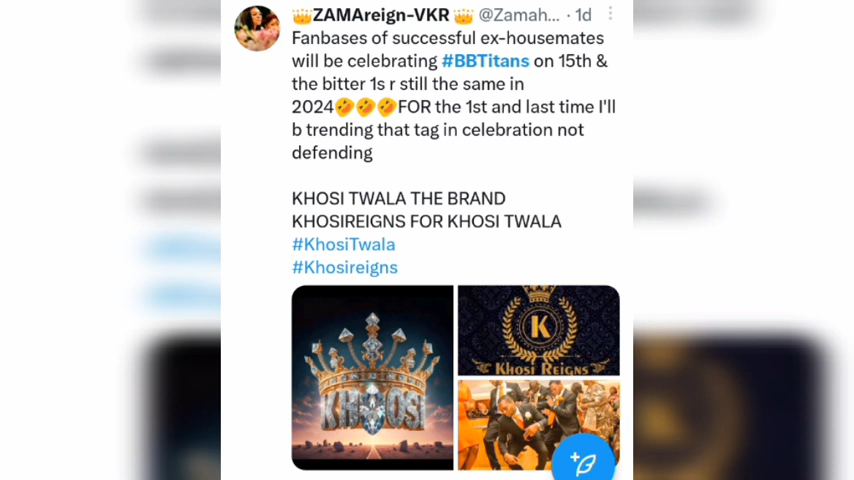 👑ZAMAreign-VKR 👑 @Zamah... · 1d
Fanbases of successful ex-housemates
will be celebrating #BBTitans on 15th &
the bitter 1s r still the same in
2024🤣🤣🤣FOR the 1st and last time I'll
b trending that tag in celebration not
defending
KHOSI TWALA THE BRAND
KHOSIREIGNS FOR KHOSI TWALA
#KhosiTwala
#Khosireigns
KHOSI
K
Khosi Reigns